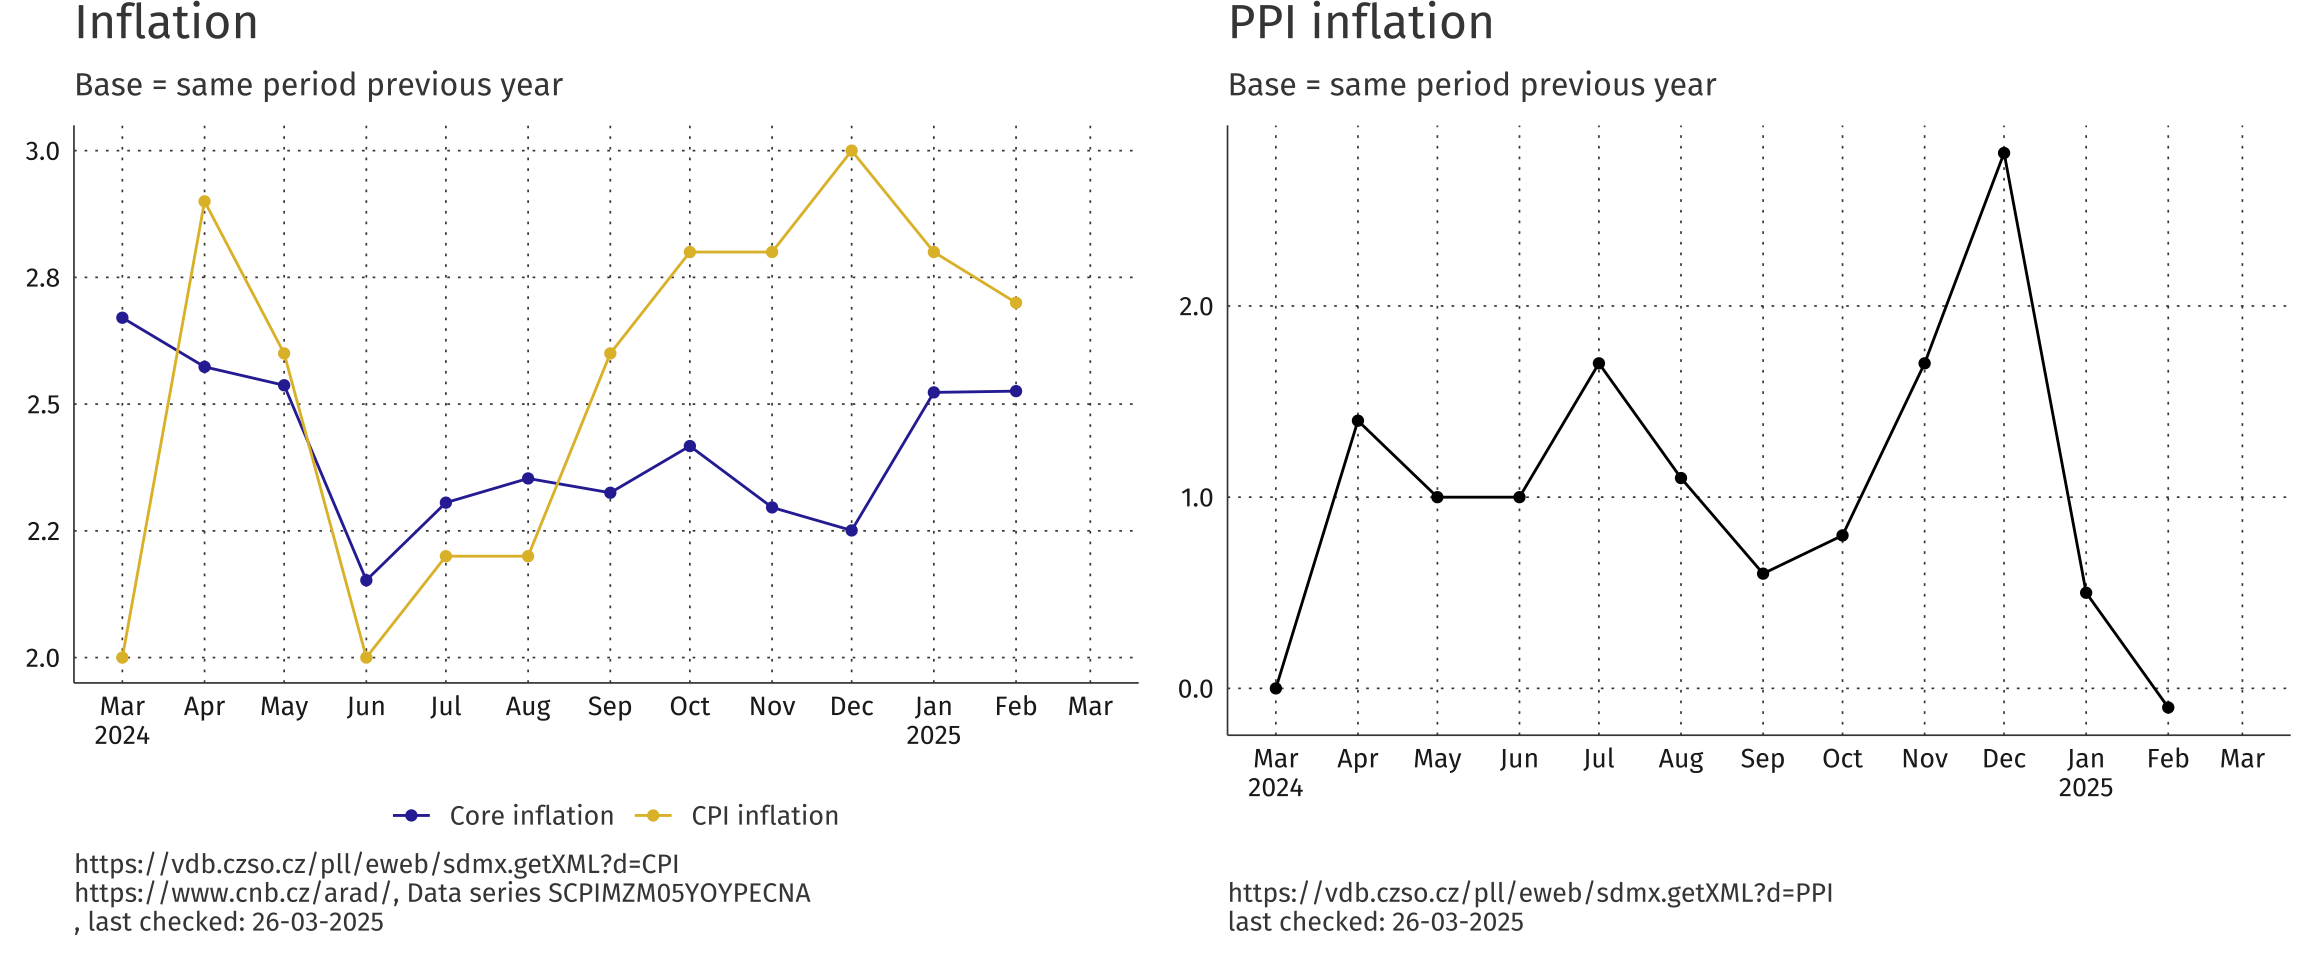 Inflation
Base = same period previous year
3.0
2.8
2.5
2.2
2.0
Mar Apr May Jun Jul Aug Sep Oct Nov Dec Jan Feb Mar
2024 2025
Core inflation CPI inflation
https://vdb.czso.cz/pll/eweb/sdmx.getXML?d=CPI
https://www.cnb.cz/arad/, Data series SCPIMZM05YOYPECNA
, last checked: 26-03-2025
PPI inflation
Base = same period previous year
2.0
1.0
0.0
Mar Apr May Jun Jul Aug Sep Oct Nov Dec Jan Feb Mar
2024 2025
https://vdb.czso.cz/pll/eweb/sdmx.getXML?d=PPI
last checked: 26-03-2025